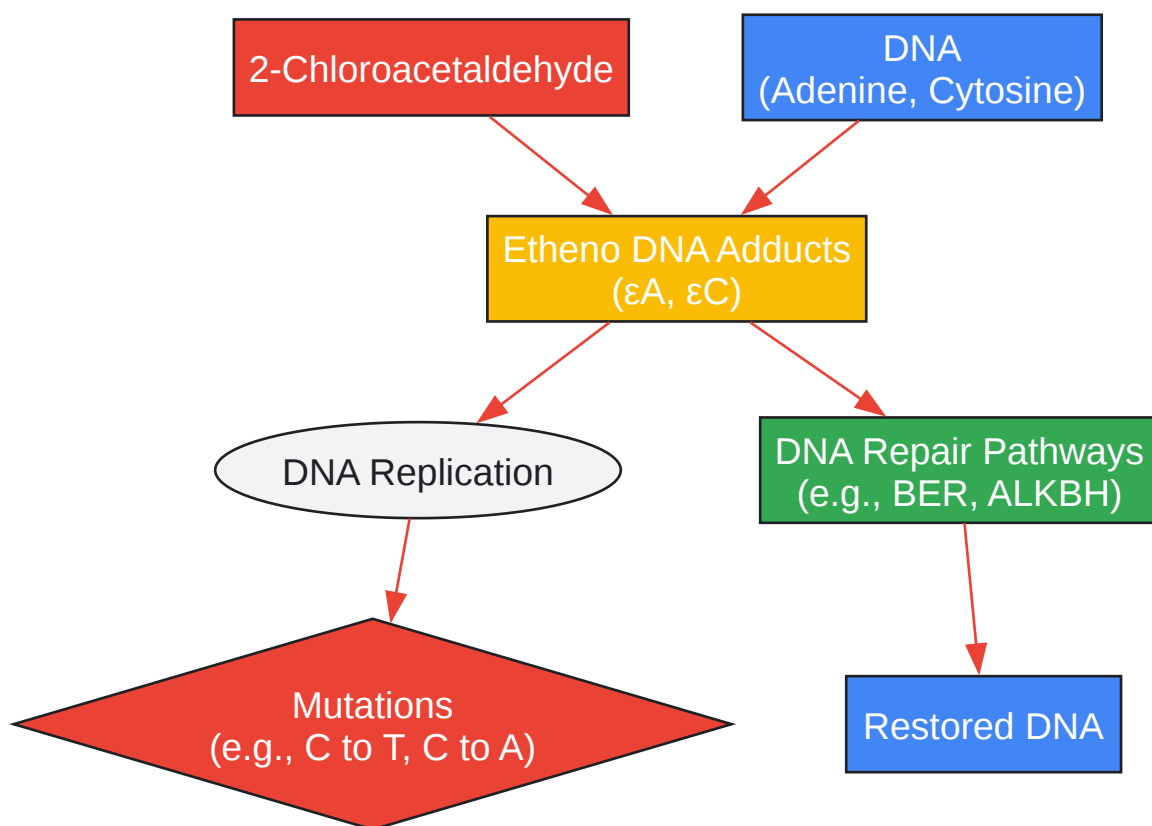 2-Chloroacetaldehyde
DNA
(Adenine, Cytosine)
Etheno DNA Adducts
(εA, εC)
DNA Replication
DNA Repair Pathways
(e.g., BER, ALKBH)
Mutations
(e.g., C to T, C to A)
Restored DNA